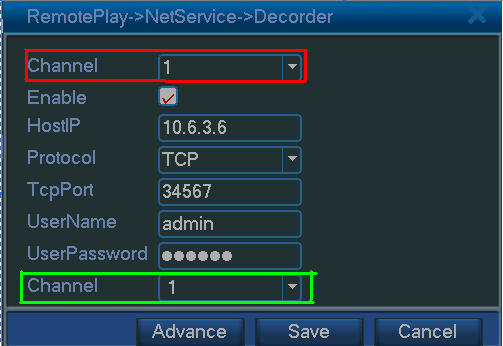 RemotePlay->NetService->Decorder
Channel 1
Enable
HostIP 10.6.3.6
Protocol TCP
TcpPort 34567
UserName admin
UserPassword ●●●●●●
Channel 1
Advance Save Cancel